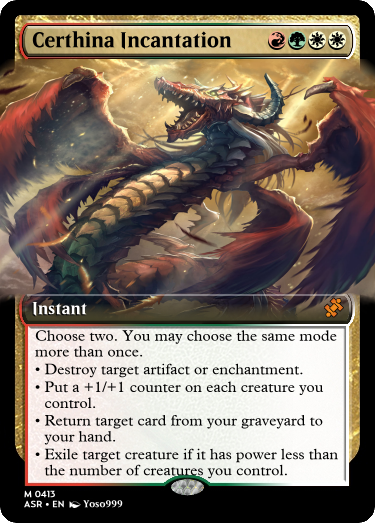 Certhina Incantation
Instant
Choose two. You may choose the same mode
more than once.
• Destroy target artifact or enchantment.
• Put a +1/+1 counter on each creature you
control.
• Return target card from your graveyard to
your hand.
• Exile target creature if it has power less than
the number of creatures you control.
M 0413
ASR • EN Yoso999